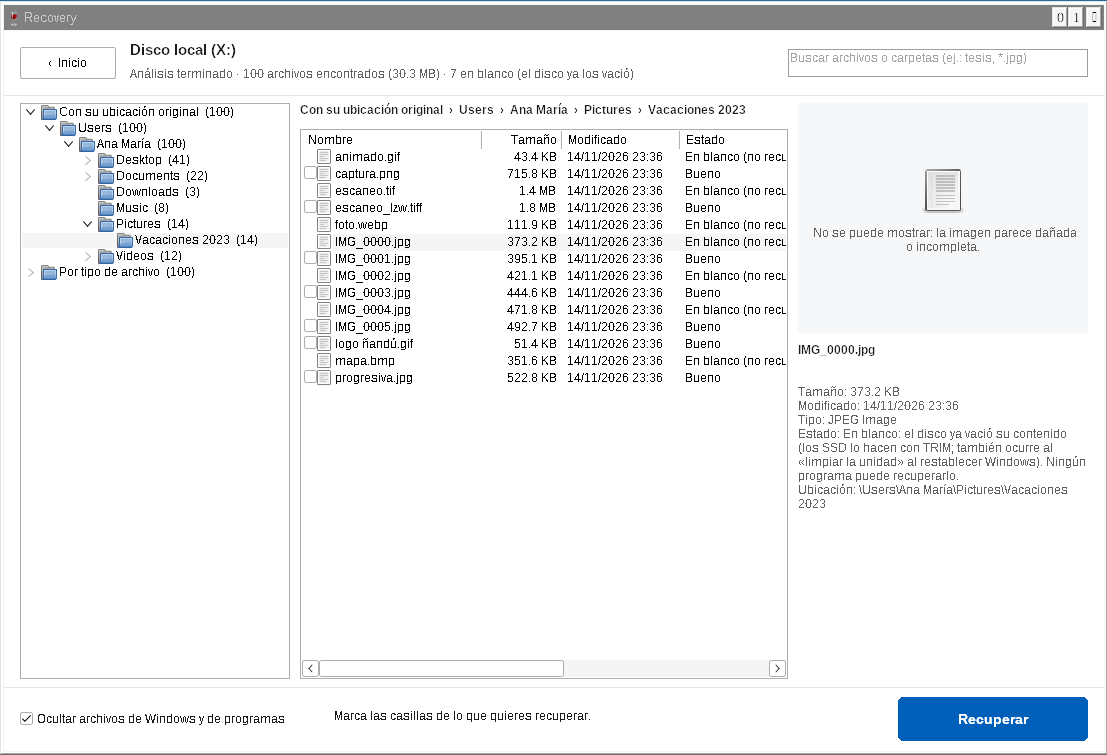 Recovery
‹ Inicio
Disco local (X:)
Análisis terminado · 100 archivos encontrados (30.3 MB) · 7 en blanco (el disco ya los vació)
Buscar archivos o carpetas (ej.: tesis, *.jpg)
Con su ubicación original (100)
Users (100)
Ana María (100)
Desktop (41)
Documents (22)
Downloads (3)
Music (8)
Pictures (14)
Vacaciones 2023 (14)
Videos (12)
Por tipo de archivo (100)
Con su ubicación original › Users › Ana María › Pictures › Vacaciones 2023
Nombre Tamaño Modificado Estado
animado.gif 43.4 KB 14/11/2026 23:36 En blanco (no recu
captura.png 715.8 KB 14/11/2026 23:36 Bueno
escaneo.tif 1.4 MB 14/11/2026 23:36 En blanco (no recu
escaneo_lzw.tiff 1.8 MB 14/11/2026 23:36 Bueno
foto.webp 111.9 KB 14/11/2026 23:36 En blanco (no recu
IMG_0000.jpg 373.2 KB 14/11/2026 23:36 En blanco (no recu
IMG_0001.jpg 395.1 KB 14/11/2026 23:36 Bueno
IMG_0002.jpg 421.1 KB 14/11/2026 23:36 En blanco (no recu
IMG_0003.jpg 444.6 KB 14/11/2026 23:36 Bueno
IMG_0004.jpg 471.8 KB 14/11/2026 23:36 En blanco (no recu
IMG_0005.jpg 492.7 KB 14/11/2026 23:36 Bueno
logo ñandú.gif 51.4 KB 14/11/2026 23:36 Bueno
mapa.bmp 351.6 KB 14/11/2026 23:36 En blanco (no recu
progresiva.jpg 522.8 KB 14/11/2026 23:36 Bueno
No se puede mostrar: la imagen parece dañada
o incompleta.
IMG_0000.jpg
Tamaño: 373.2 KB
Modificado: 14/11/2026 23:36
Tipo: JPEG Image
Estado: En blanco: el disco ya vació su contenido
(los SSD lo hacen con TRIM; también ocurre al
«limpiar la unidad» al restablecer Windows). Ningún
programa puede recuperarlo.
Ubicación: \Users\Ana María\Pictures\Vacaciones
2023
Ocultar archivos de Windows y de programas
Marca las casillas de lo que quieres recuperar.
Recuperar